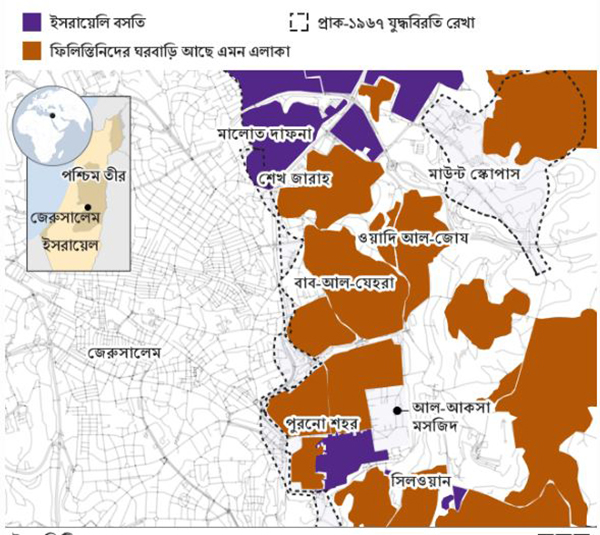 ইসরায়েলি বসতি
প্রাক-১৯৬৭ যুদ্ধবিরতি রেখা
ফিলিস্তিনিদের ঘরবাড়ি আছে এমন এলাকা
মালোত দাফনা
শেখ জারাহ
মাউন্ট স্কোপাস
পশ্চিম তীর
জেরুসালেম
ইসরায়েল
ওয়াদি আল-জোয
বাব-আল-যেহরা
জেরুসালেম
আল-আকসা
মসজিদ
পুরনো শহর
সিলওয়ান